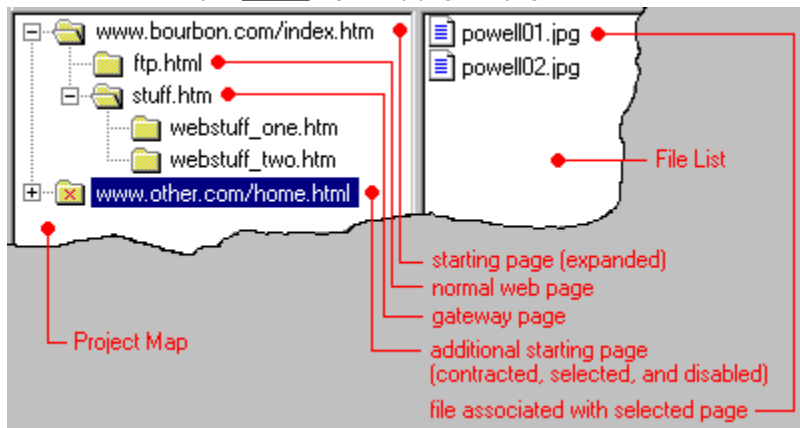 www.bourbon.com/index.htm
ftp.html
stuff.htm
webstuff_one.htm
webstuff_two.htm
www.other.com/home.html
powell01.jpg
powell02.jpg
File List
starting page (expanded)
normal web page
gateway page
Project Map
additional starting page
(contracted, selected, and disabled)
file associated with selected page